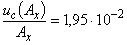 u_c(A_x)/A_x = 1,95·10^-2